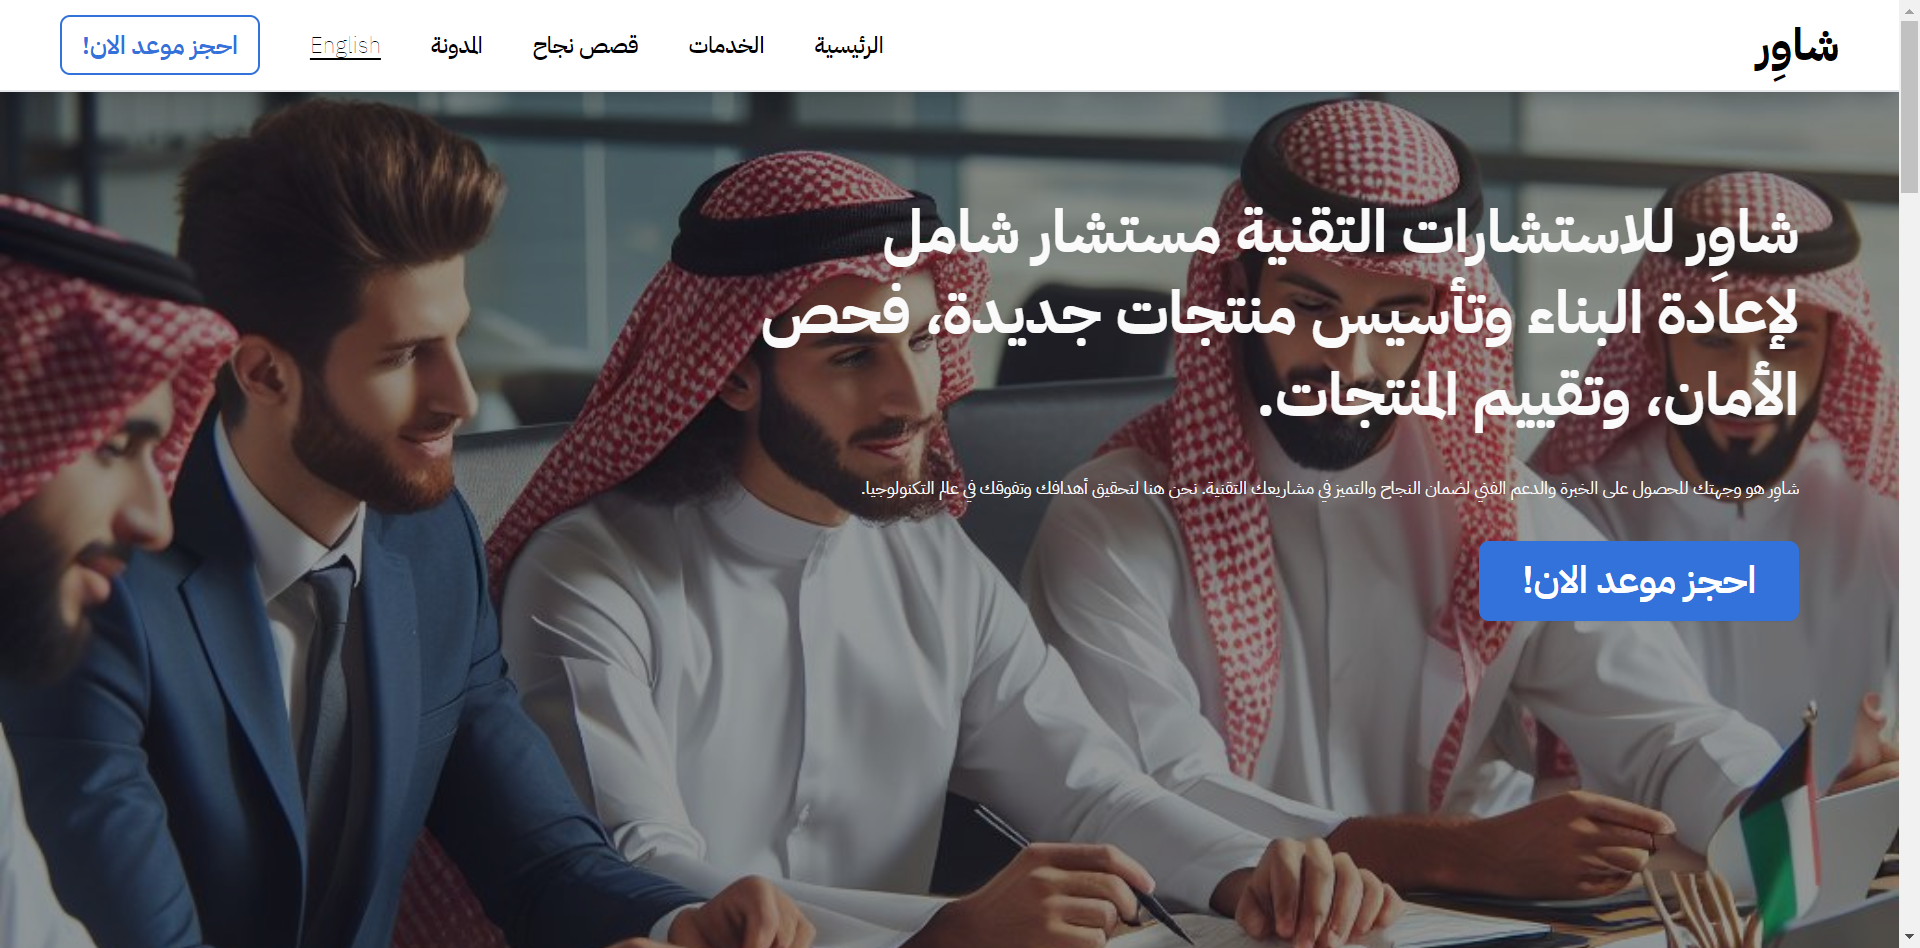 شاوِر
الرئيسية
الخدمات
قصص نجاح
المدونة
English
احجز موعد الان!
شاوِر للاستشارات التقنية مستشار شامل
لإعادة البناء وتأسيس منتجات جديدة، فحص
الأمان، وتقييم المنتجات.
شاوِر هو وجهتك للحصول على الخبرة والدعم الفني لضمان النجاح والتميز في مشاريعك التقنية. نحن هنا لتحقيق أهدافك وتفوقك في عالم التكنولوجيا.
احجز موعد الان!